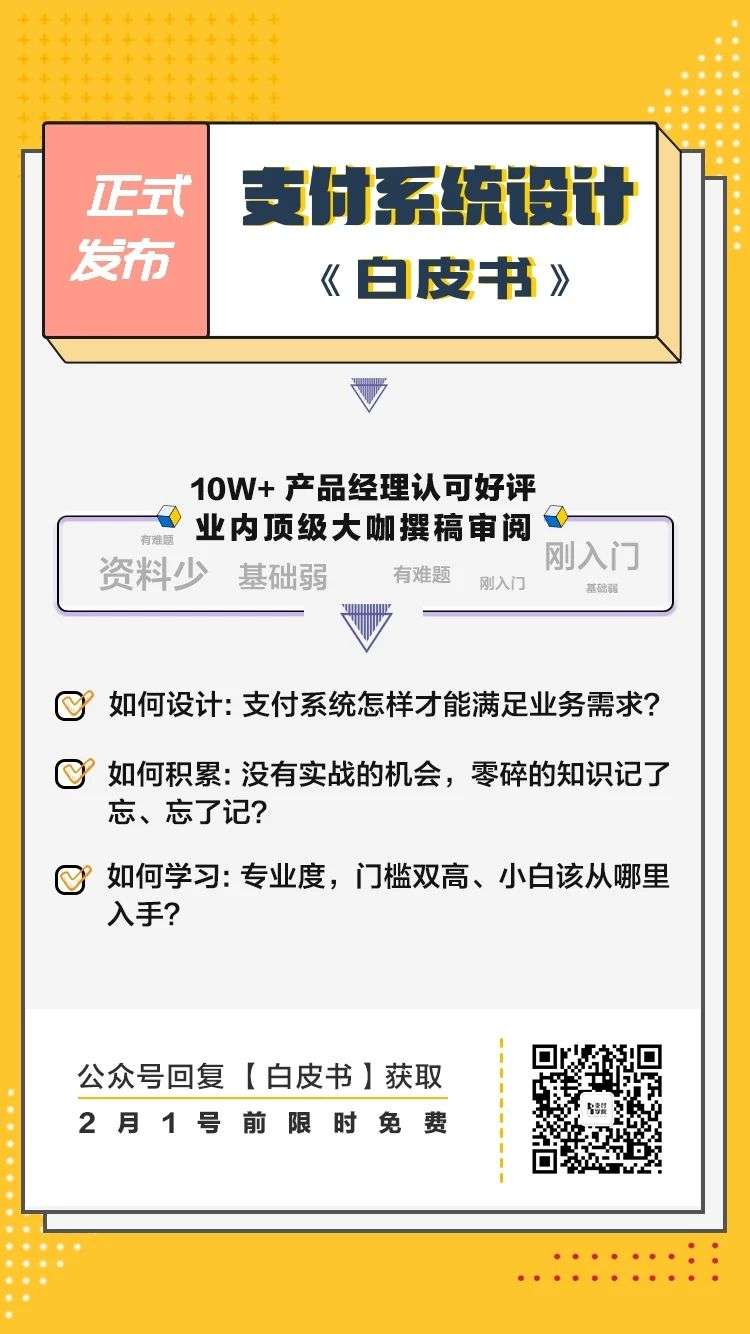 正式
发布
支付系统设计
《白皮书》
10W+ 产品经理认可好评
业内顶级大咖撰稿审阅
有难题
资料少
基础弱
有难题
刚入门
刚入门
基础弱
如何设计: 支付系统怎样才能满足业务需求?
如何积累: 没有实战的机会，零碎的知识记了
忘、忘了记?
如何学习: 专业度，门槛双高、小白该从哪里
入手?
公众号回复【白皮书】获取
2月1号前限时免费
支付
学院